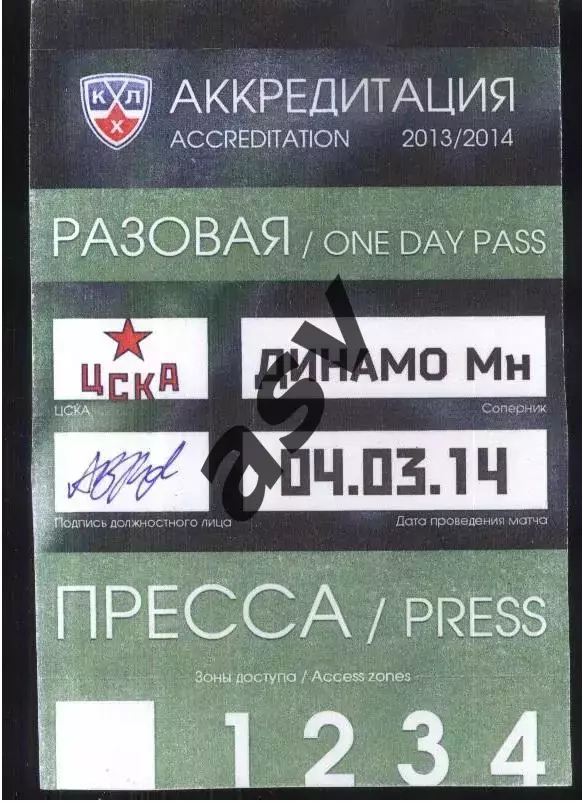 КХЛ
АККРЕДИТАЦИЯ
ACCREDITATION 2013/2014
РАЗОВАЯ / ONE DAY PASS
ЦСКА
ДИНАМО Мн
ЦСКА
Соперник
04.03.14
Подпись должностного лица
Дата проведения матча
asv
ПРЕССА / PRESS
Зоны доступа / Access zones
1 2 3 4